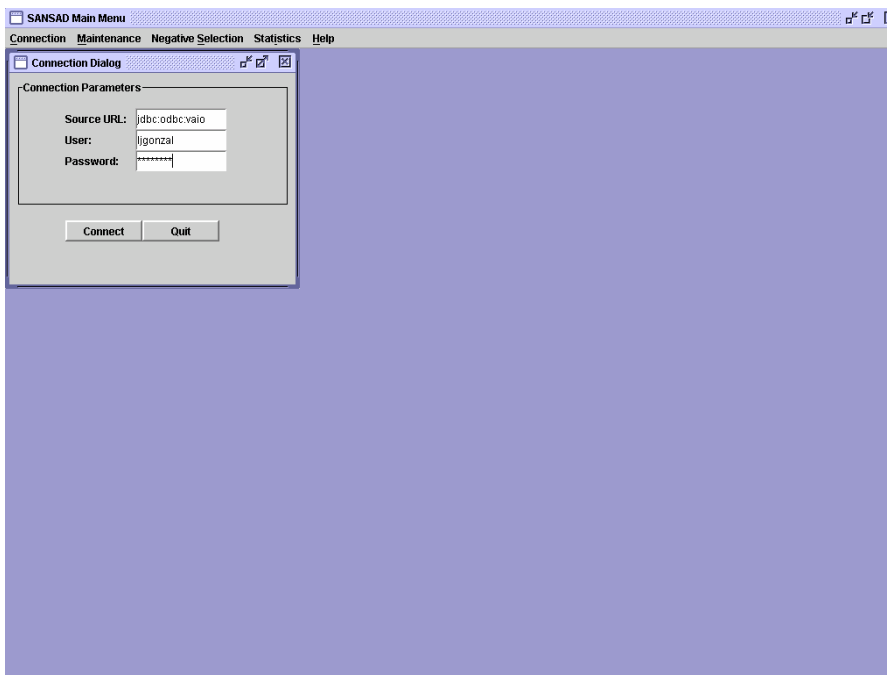 SANSAD Main Menu
Connection Maintenance Negative Selection Statistics Help
Connection Dialog
Connection Parameters
Source URL: jdbc:odbc:vaio
User: ljgonzal
Password: ********
Connect Quit